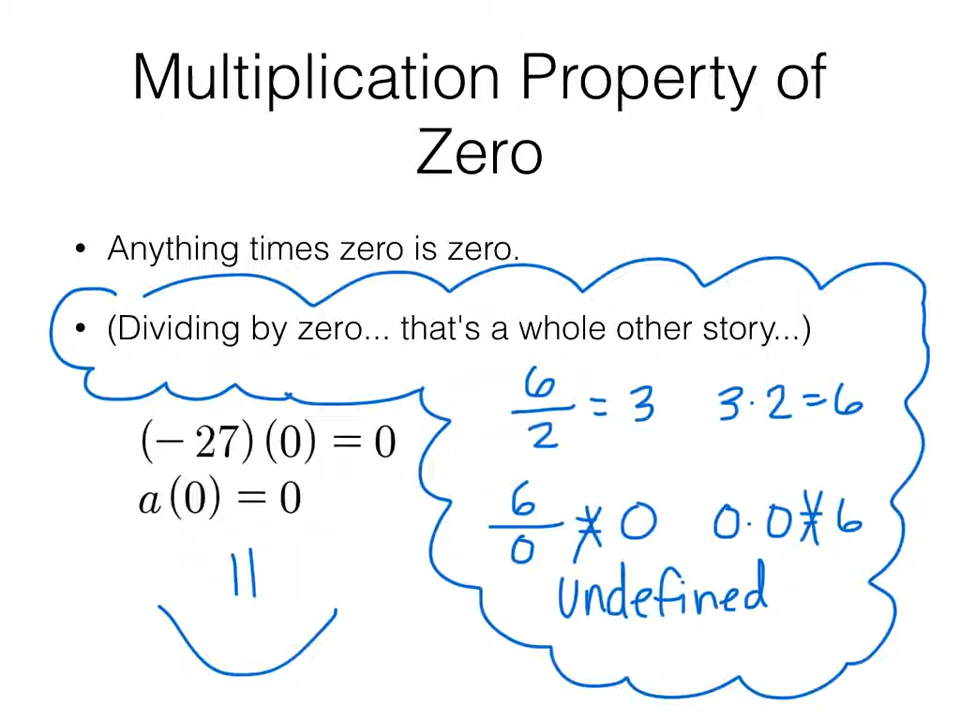 Multiplication Property of
Zero
• Anything times zero is zero.
• (Dividing by zero... that's a whole other story...)
6/2 = 3   3·2=6
(−27)(0) = 0
a(0) = 0
6/0 ≠ 0   0·0≠6
Undefined